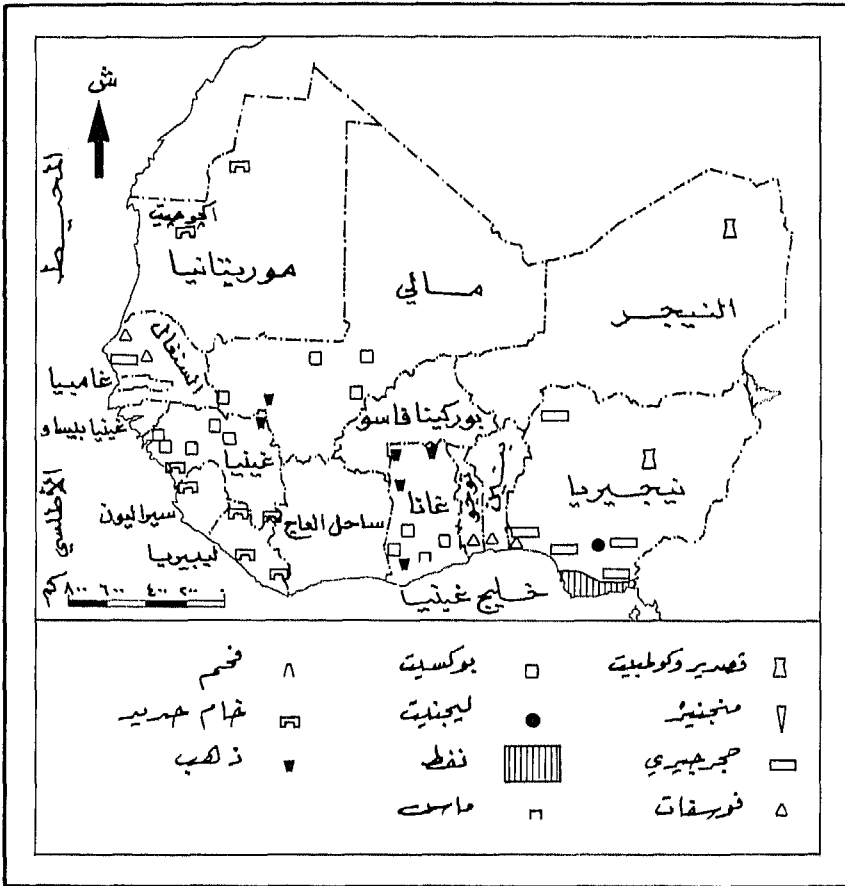 ش
المحيط
اكجوجيت
موريتانيا
مالي
النيجر
السنغال
غامبيا
غينيا بيساو
بوركينا فاسو
غينيا
غانا
نيجيريا
سيراليون
ساحل العاج
ليبيريا
الأطلسي
خليج غينيا
كم ٨٠٠ ٦٠٠ ٤٠٠ ٢٠٠ ٠
قصدير وكولمبيت
بوكسيت
فحم
منجنيز
ليجنيت
خام حديد
حجر جيري
نفط
ذهب
فوسفات
ماس